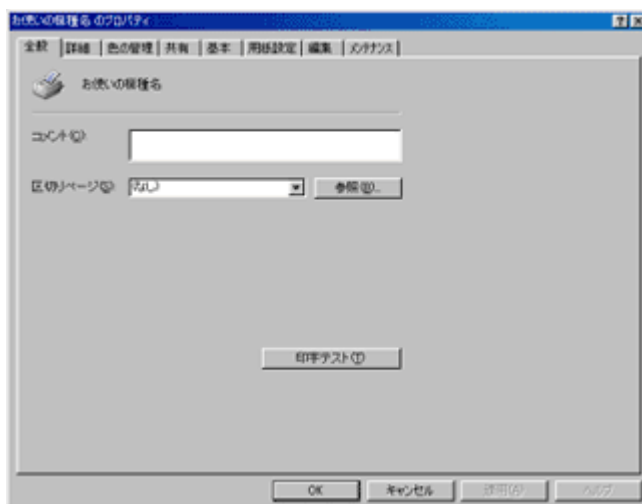 お使いの機種名 のプロパティ
全般 詳細 色の管理 共有 基本 用紙設定 編集 メンテナンス
お使いの機種名
コメント(C):
区切りページ(S): (なし) 参照(B)...
印字テスト(T)
OK キャンセル 適用(A) ヘルプ